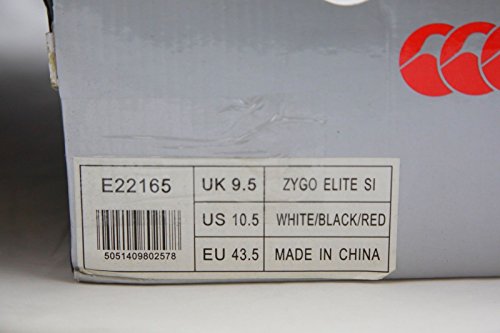 E22165 UK 9.5 ZYGO ELITE SI
US 10.5 WHITE/BLACK/RED
5051409802578 EU 43.5 MADE IN CHINA